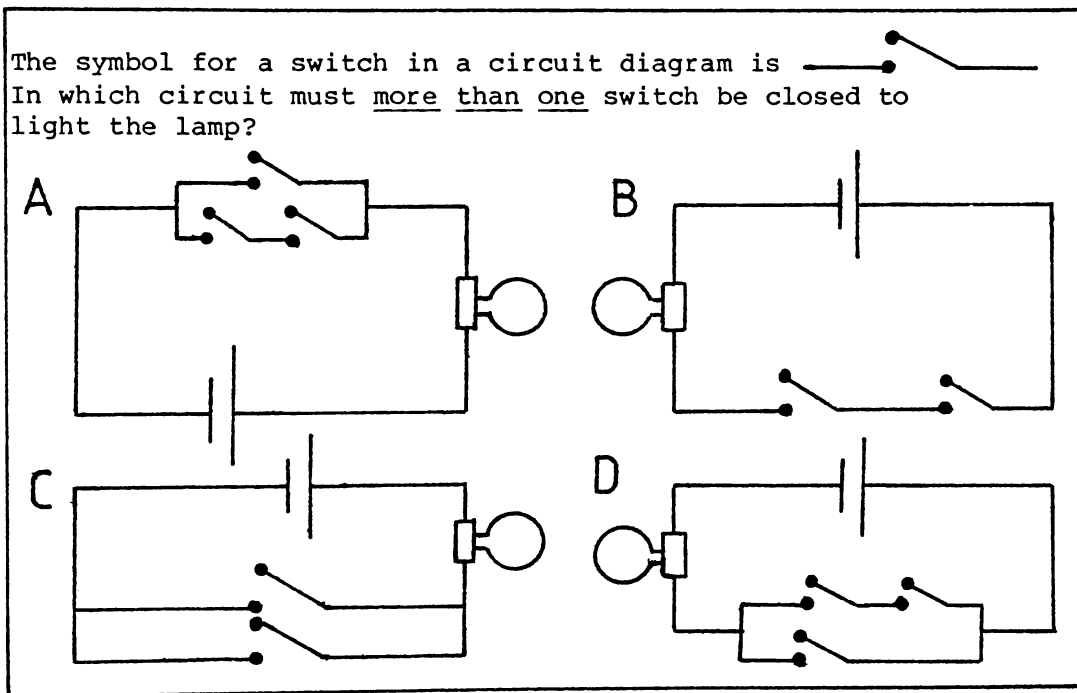 The symbol for a switch in a circuit diagram is
In which circuit must more than one switch be closed to
light the lamp?
A
B
C
D